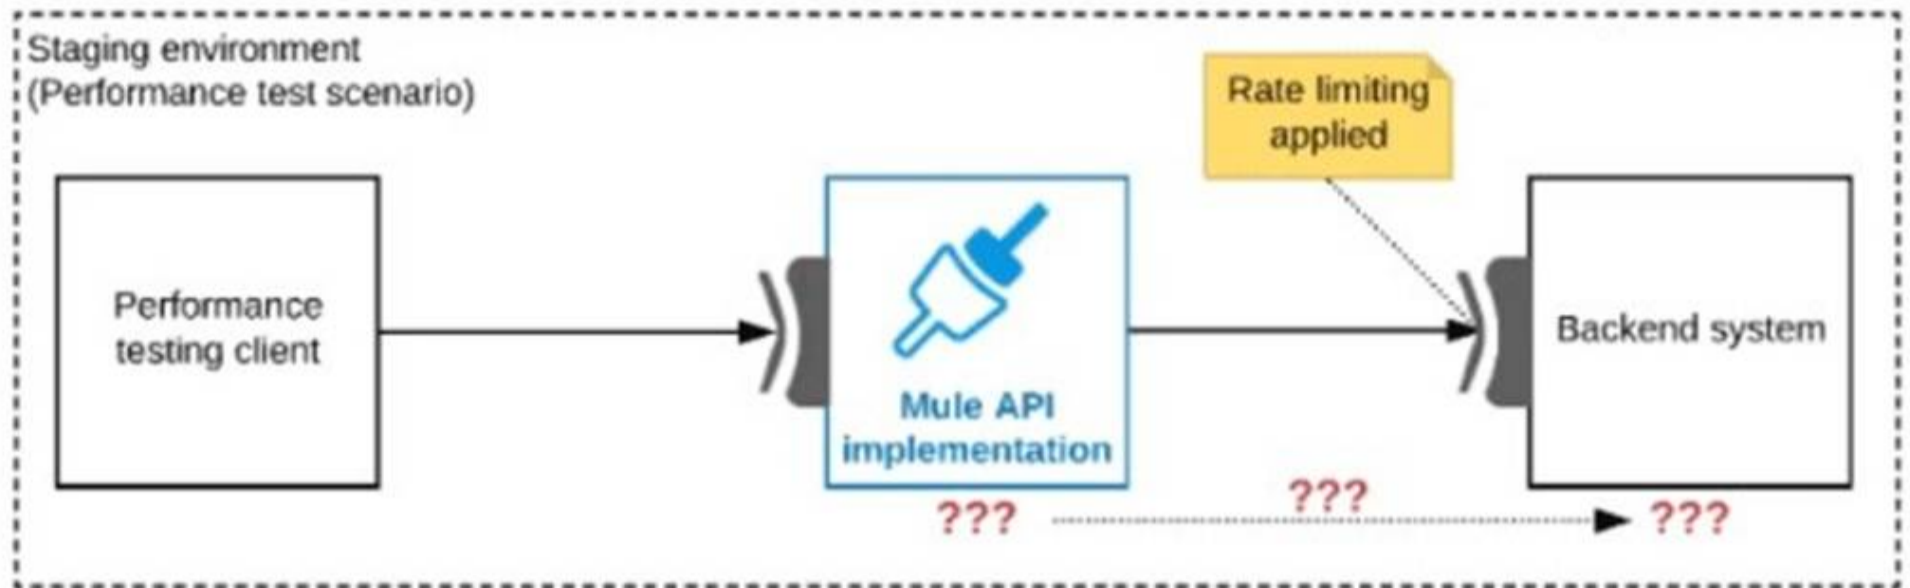 Staging environment
(Performance test scenario)
Rate limiting
applied
Performance
testing client
Mule API
implementation
Backend system
???
???
???